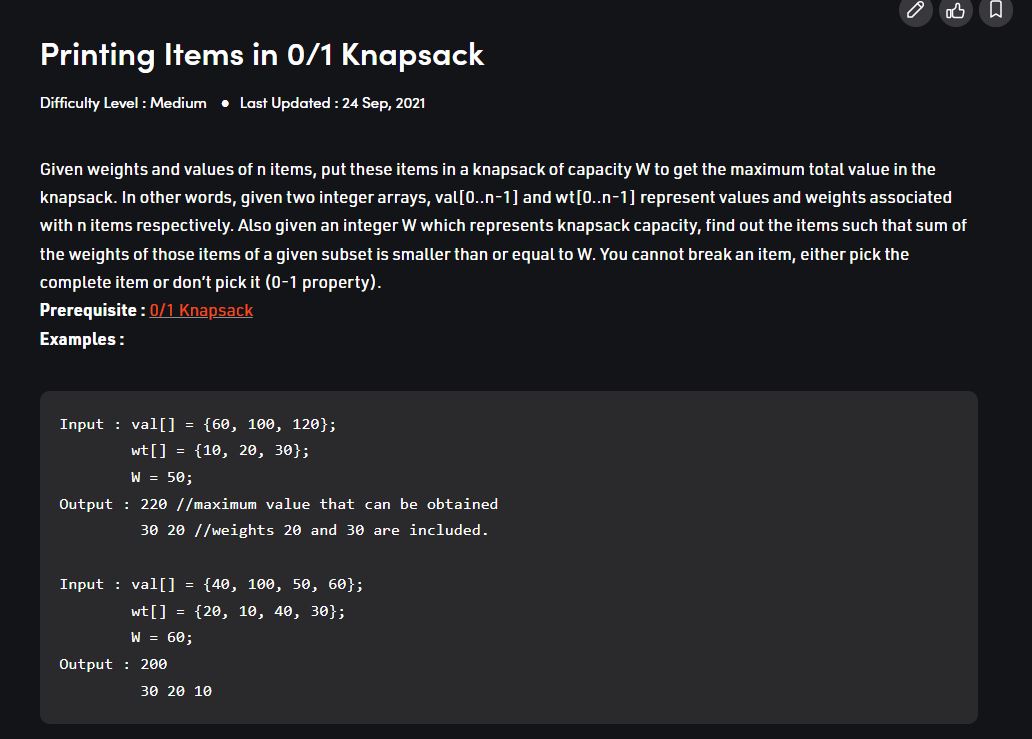 Printing Items in 0/1 Knapsack
Difficulty Level : Medium ● Last Updated : 24 Sep, 2021
Given weights and values of n items, put these items in a knapsack of capacity W to get the maximum total value in the
knapsack. In other words, given two integer arrays, val[0..n-1] and wt[0..n-1] represent values and weights associated
with n items respectively. Also given an integer W which represents knapsack capacity, find out the items such that sum of
the weights of those items of a given subset is smaller than or equal to W. You cannot break an item, either pick the
complete item or don’t pick it (0-1 property).
Prerequisite : 0/1 Knapsack
Examples :
Input : val[] = {60, 100, 120};
        wt[] = {10, 20, 30};
        W = 50;
Output : 220 //maximum value that can be obtained
         30 20 //weights 20 and 30 are included.
Input : val[] = {40, 100, 50, 60};
        wt[] = {20, 10, 40, 30};
        W = 60;
Output : 200
         30 20 10